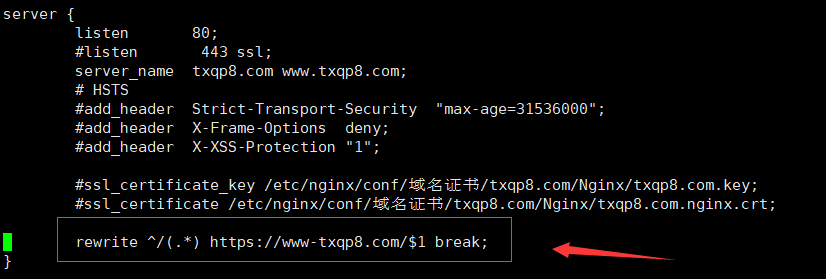 server {
listen 80;
#listen 443 ssl;
server_name txqp8.com www.txqp8.com;
# HSTS
#add_header Strict-Transport-Security "max-age=31536000";
#add_header X-Frame-Options deny;
#add_header X-XSS-Protection "1";
#ssl_certificate_key /etc/nginx/conf/域名证书/txqp8.com/Nginx/txqp8.com.key;
#ssl_certificate /etc/nginx/conf/域名证书/txqp8.com/Nginx/txqp8.com.nginx.crt;
rewrite ^/(.*) https://www-txqp8.com/$1 break;
}